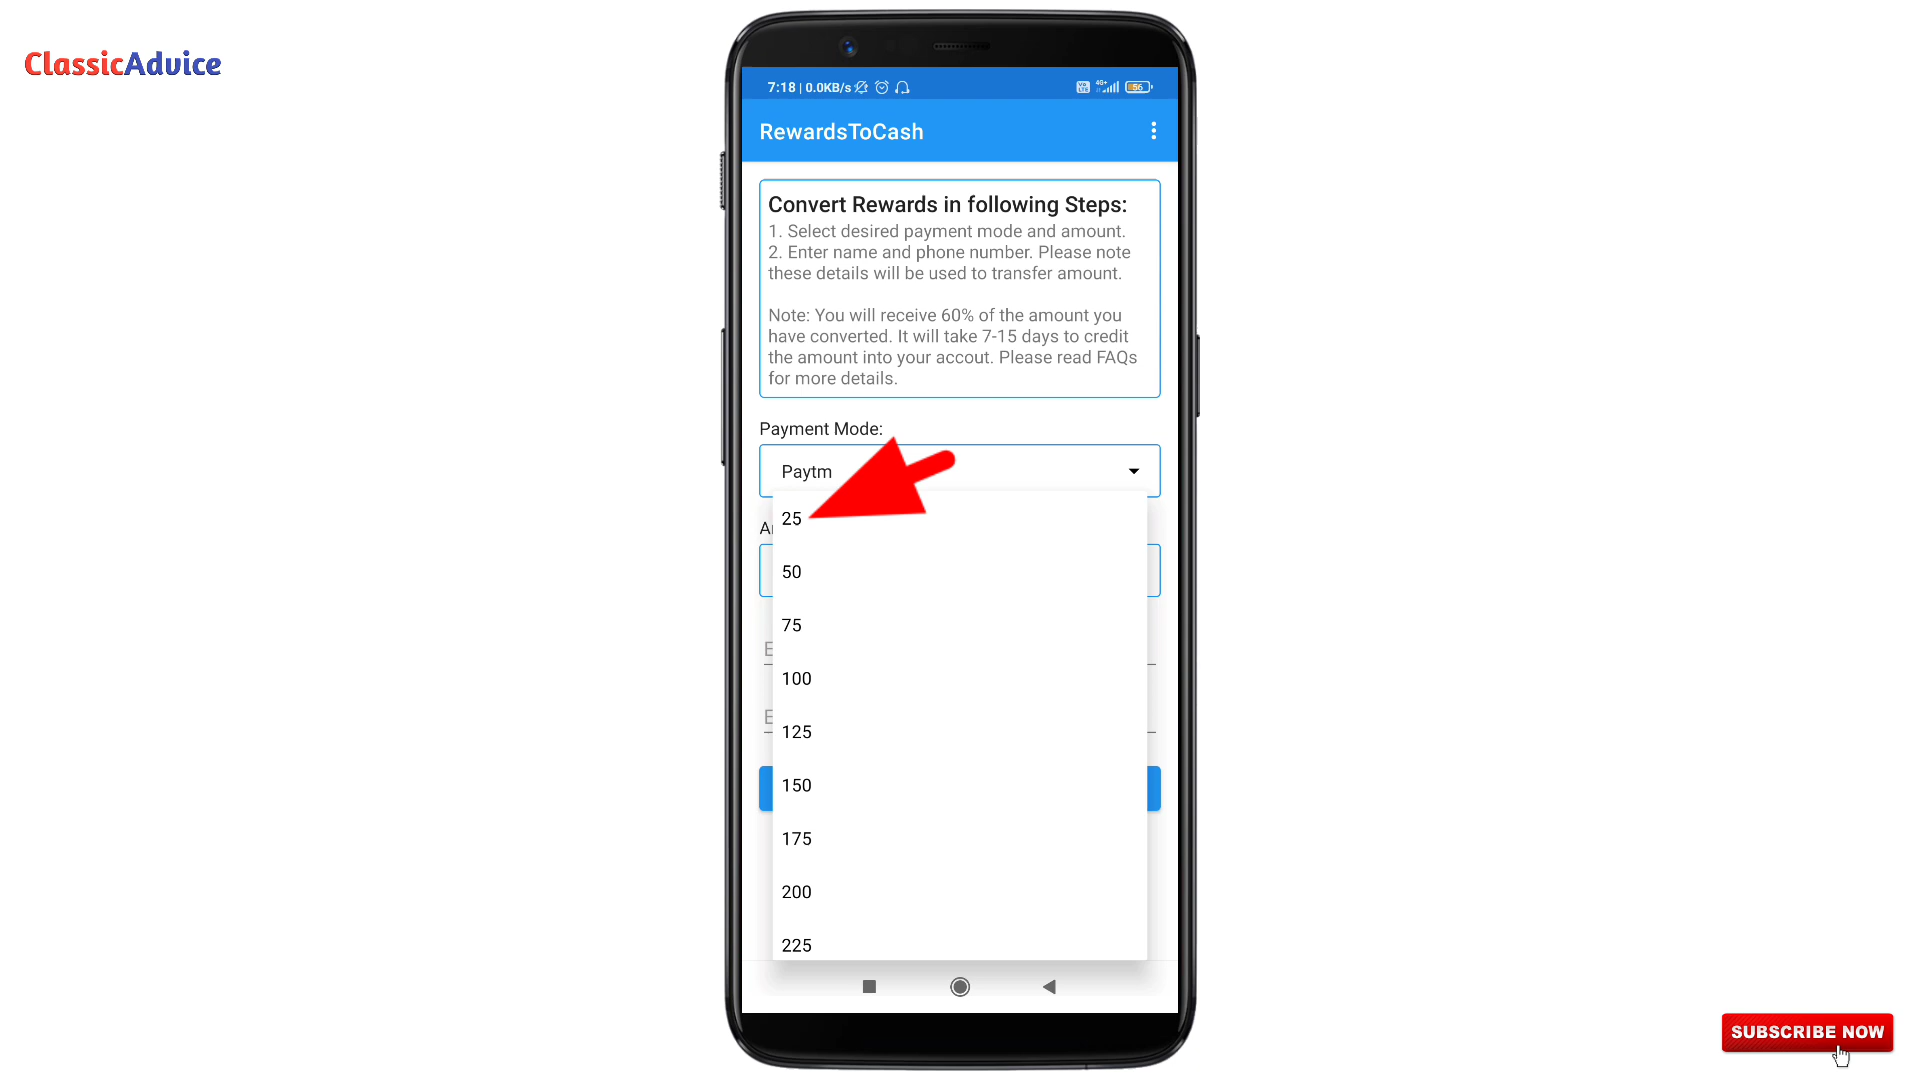 ClassicAdvice
7:18 | 0.0KB/s
4G+
56
RewardsToCash
Convert Rewards in following Steps:
1. Select desired payment mode and amount.
2. Enter name and phone number. Please note
these details will be used to transfer amount.
Note: You will receive 60% of the amount you
have converted. It will take 7-15 days to credit
the amount into your accout. Please read FAQs
for more details.
Payment Mode:
Paytm
25
50
75
100
125
150
175
200
225
SUBSCRIBE NOW